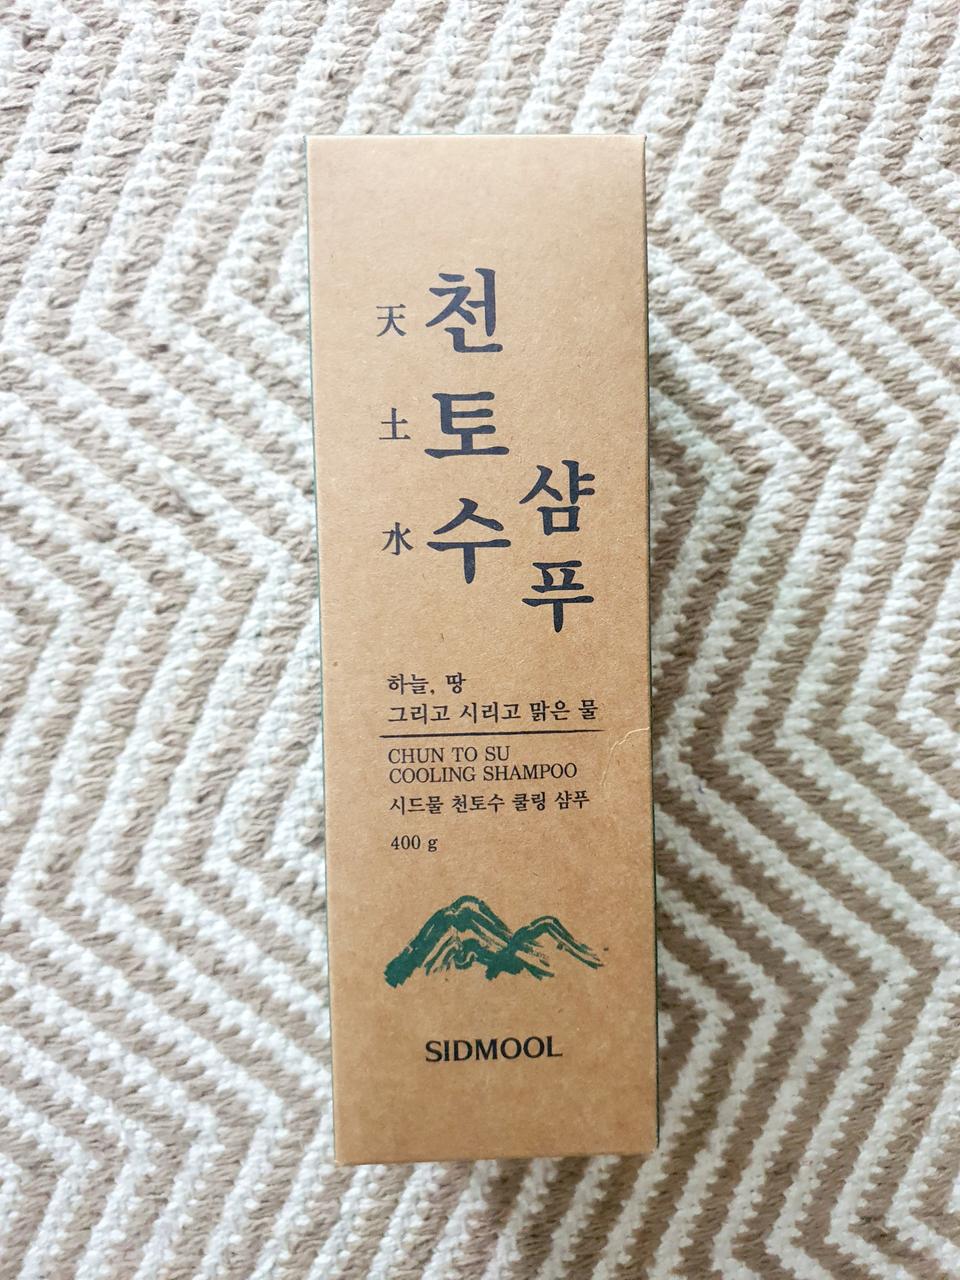 天土水
천토수
샴푸
하늘, 땅
그리고 시리고 맑은 물
CHUN TO SU
COOLING SHAMPOO
시드물 천토수 쿨링 샴푸
400 g
SIDMOOL